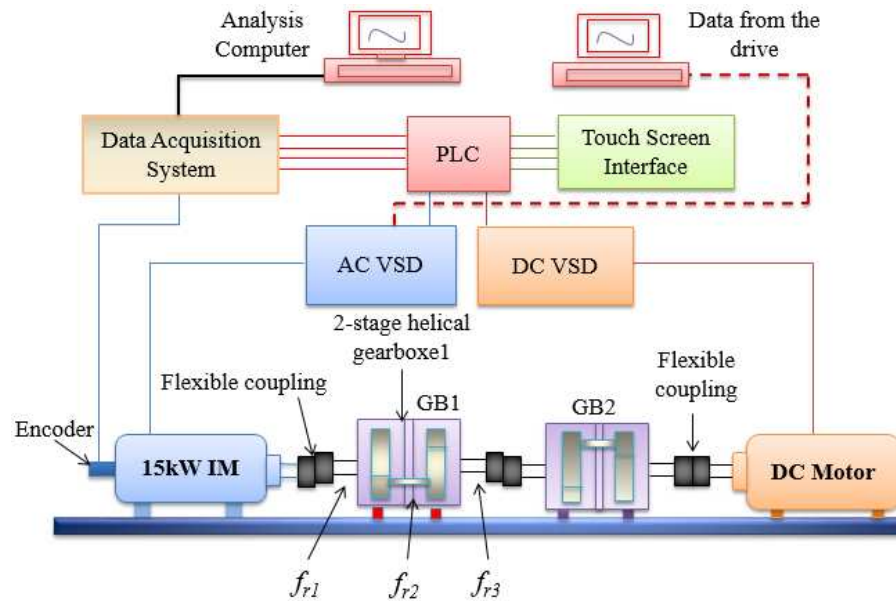 Analysis
Computer
Data from the
drive
Data Acquisition
System
PLC
Touch Screen
Interface
AC VSD
DC VSD
2-stage helical
gearboxe1
Flexible coupling
GB1
GB2
Flexible
coupling
Encoder
15kW IM
DC Motor
fr1
fr2
fr3